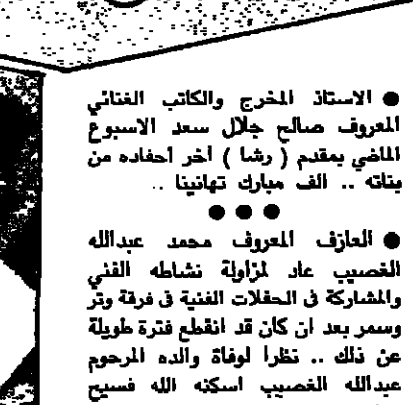 ● الاستاذ المخرج والكاتب الغنائي
المعروف صالح جلال سعد الاسبوع
الماضي بمقدم ( رشا ) آخر أحفاده من
بناته .. الف مبارك تهانينا ..
●●●
● العازف المعروف محمد عبدالله
الخصيب عاد لمزاولة نشاطه الفني
والمشاركة في الحفلات الغنية في فرقة وتر
وسمر بعد ان كان قد انقطع فترة طويلة
عن ذلك .. نظرا لوفاة والده المرحوم
عبدالله الخصيب اسكنه الله فسيح